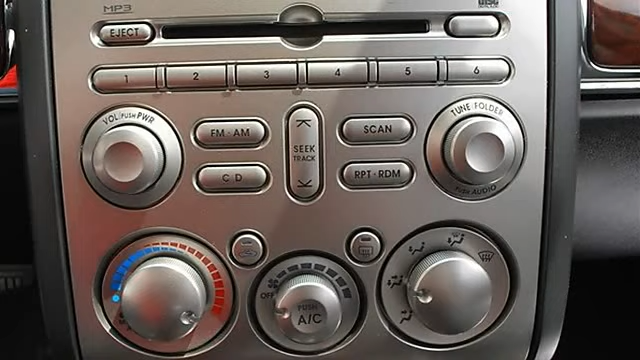 MP3
EJECT
1 2 3 4 5 6
VOL PUSH PWR
FM·AM
CD
SEEK
TRACK
SCAN
RPT·RDM
TUNE·FOLDER
PUSH AUDIO
OFF
PUSH
A/C